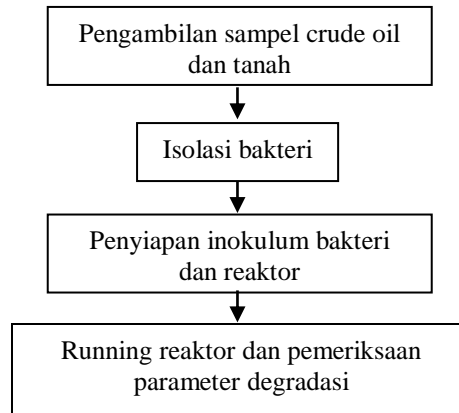 Pengambilan sampel crude oil
dan tanah
Isolasi bakteri
Penyiapan inokulum bakteri
dan reaktor
Running reaktor dan pemeriksaan
parameter degradasi